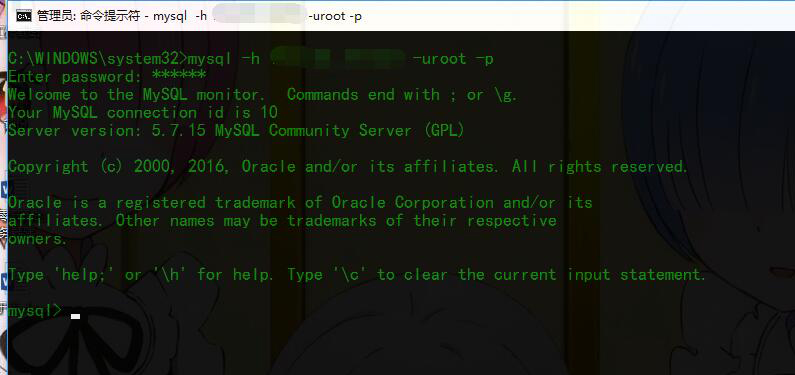 管理员: 命令提示符 - mysql -h -uroot -p
C:\WINDOWS\system32>mysql -h -uroot -p
Enter password: ******
Welcome to the MySQL monitor.  Commands end with ; or \g.
Your MySQL connection id is 10
Server version: 5.7.15 MySQL Community Server (GPL)
Copyright (c) 2000, 2016, Oracle and/or its affiliates. All rights reserved.
Oracle is a registered trademark of Oracle Corporation and/or its
affiliates. Other names may be trademarks of their respective
owners.
Type 'help;' or '\h' for help. Type '\c' to clear the current input statement.
mysql>